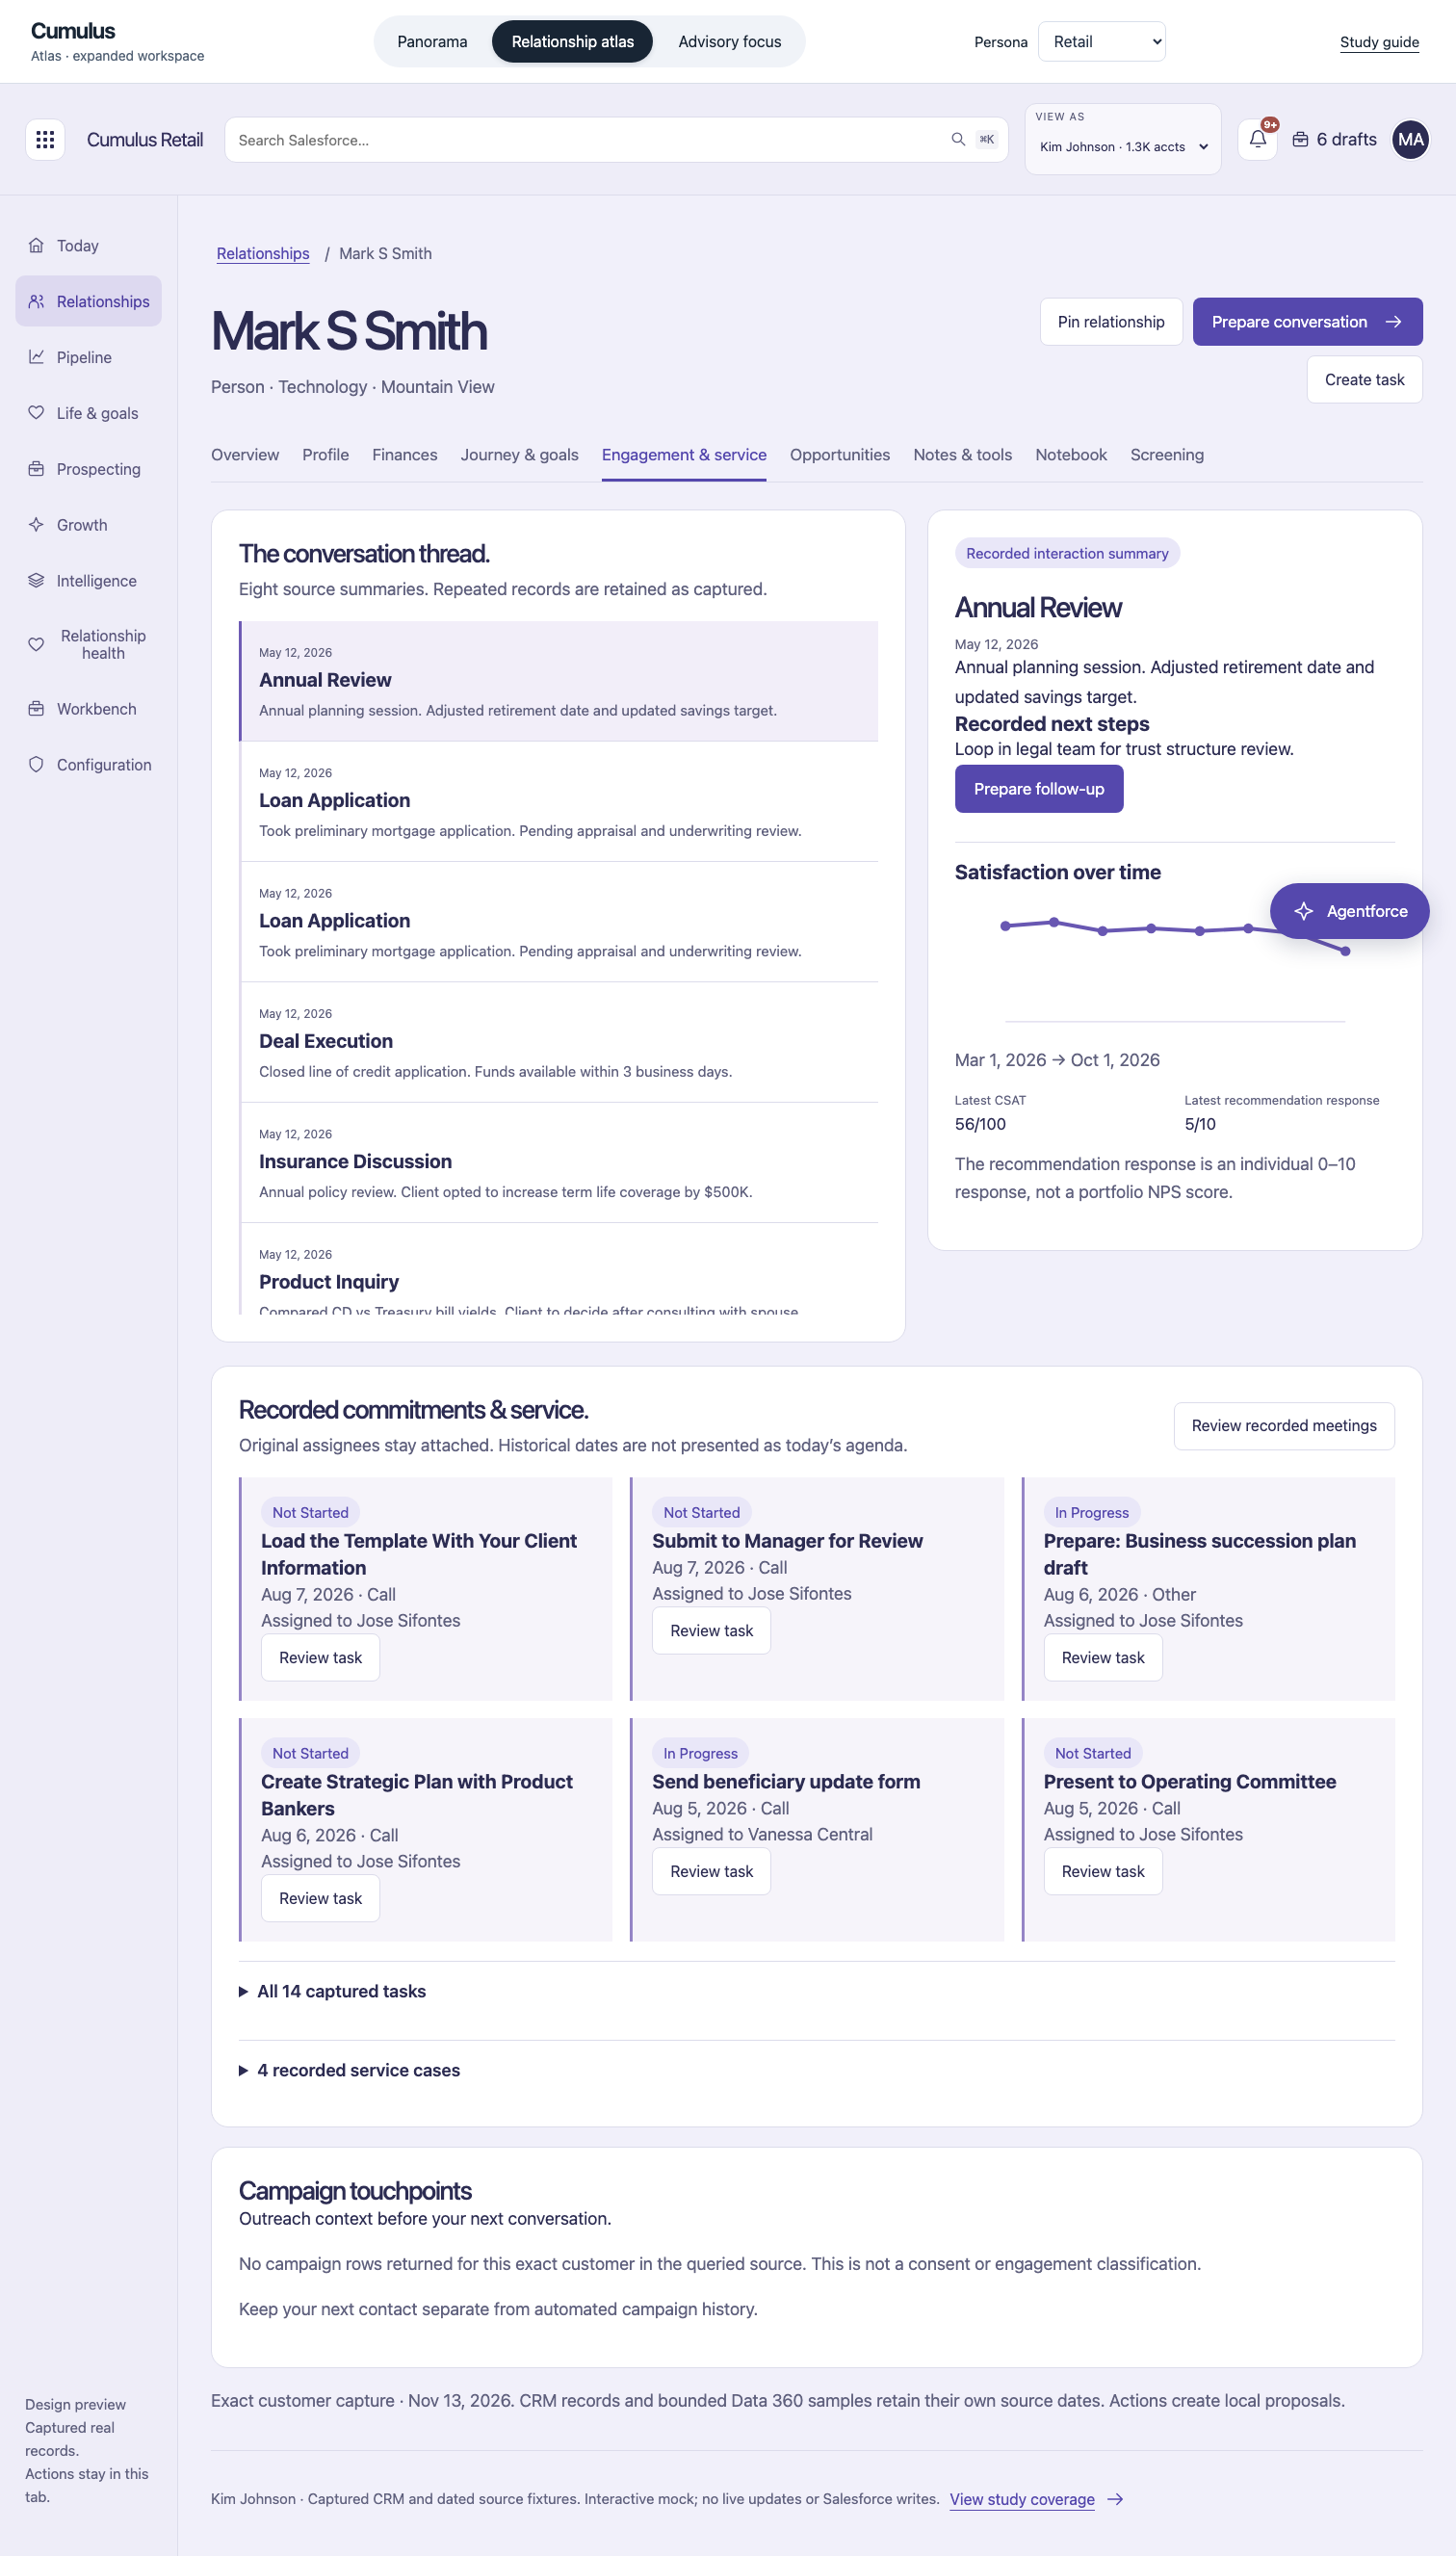 Cumulus
Atlas · expanded workspace
Panorama
Relationship atlas
Advisory focus
Persona
Retail
Study guide
Cumulus Retail
Search Salesforce...
⌘K
VIEW AS
Kim Johnson · 1.3K accts
9+
6 drafts
MA
Today
Relationships
Pipeline
Life & goals
Prospecting
Growth
Intelligence
Relationship
health
Workbench
Configuration
Relationships / Mark S Smith
Mark S Smith
Person · Technology · Mountain View
Pin relationship
Prepare conversation →
Create task
Overview
Profile
Finances
Journey & goals
Engagement & service
Opportunities
Notes & tools
Notebook
Screening
The conversation thread.
Eight source summaries. Repeated records are retained as captured.
May 12, 2026
Annual Review
Annual planning session. Adjusted retirement date and updated savings target.
May 12, 2026
Loan Application
Took preliminary mortgage application. Pending appraisal and underwriting review.
May 12, 2026
Loan Application
Took preliminary mortgage application. Pending appraisal and underwriting review.
May 12, 2026
Deal Execution
Closed line of credit application. Funds available within 3 business days.
May 12, 2026
Insurance Discussion
Annual policy review. Client opted to increase term life coverage by $500K.
May 12, 2026
Product Inquiry
Compared CD vs Treasury bill yields. Client to decide after consulting with spouse.
Recorded interaction summary
Annual Review
May 12, 2026
Annual planning session. Adjusted retirement date and
updated savings target.
Recorded next steps
Loop in legal team for trust structure review.
Prepare follow-up
Satisfaction over time
Agentforce
Mar 1, 2026 → Oct 1, 2026
Latest CSAT
56/100
Latest recommendation response
5/10
The recommendation response is an individual 0–10
response, not a portfolio NPS score.
Recorded commitments & service.
Original assignees stay attached. Historical dates are not presented as today’s agenda.
Review recorded meetings
Not Started
Load the Template With Your Client
Information
Aug 7, 2026 · Call
Assigned to Jose Sifontes
Review task
Not Started
Submit to Manager for Review
Aug 7, 2026 · Call
Assigned to Jose Sifontes
Review task
In Progress
Prepare: Business succession plan
draft
Aug 6, 2026 · Other
Assigned to Jose Sifontes
Review task
Not Started
Create Strategic Plan with Product
Bankers
Aug 6, 2026 · Call
Assigned to Jose Sifontes
Review task
In Progress
Send beneficiary update form
Aug 5, 2026 · Call
Assigned to Vanessa Central
Review task
Not Started
Present to Operating Committee
Aug 5, 2026 · Call
Assigned to Jose Sifontes
Review task
All 14 captured tasks
4 recorded service cases
Campaign touchpoints
Outreach context before your next conversation.
No campaign rows returned for this exact customer in the queried source. This is not a consent or engagement classification.
Keep your next contact separate from automated campaign history.
Exact customer capture · Nov 13, 2026. CRM records and bounded Data 360 samples retain their own source dates. Actions create local proposals.
Design preview
Captured real
records.
Actions stay in this
tab.
Kim Johnson · Captured CRM and dated source fixtures. Interactive mock; no live updates or Salesforce writes. View study coverage →